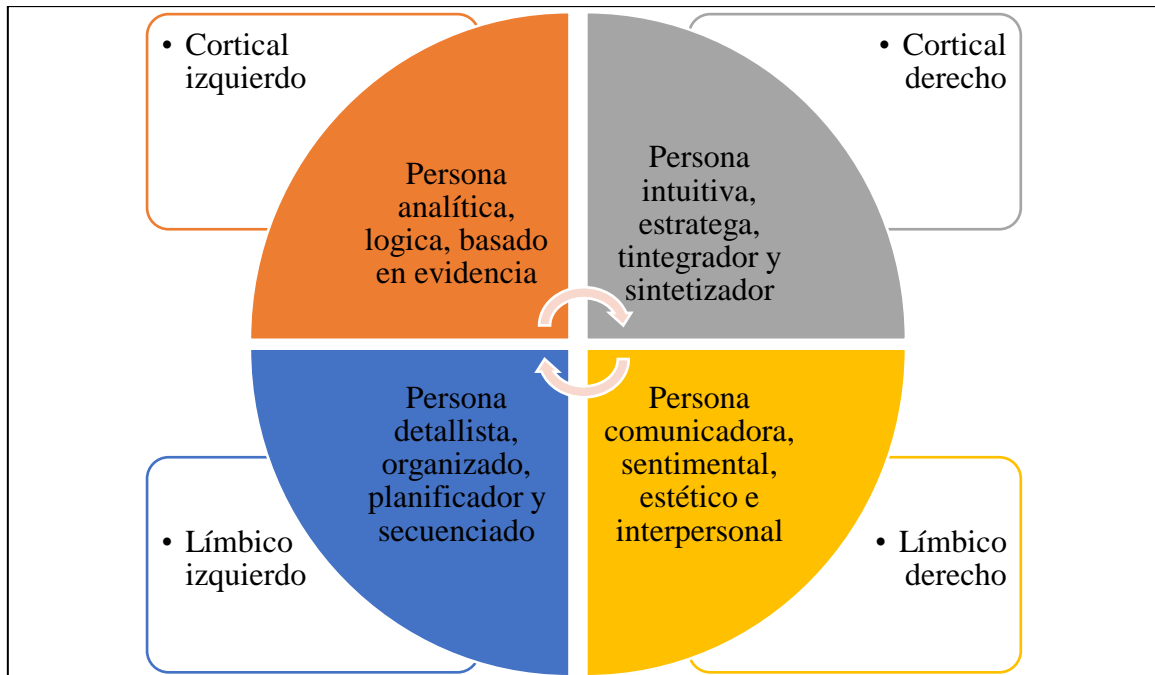 • Cortical
izquierdo
• Cortical
derecho
Persona
analítica,
logica, basado
en evidencia
Persona
intuitiva,
estratega,
tintegrador y
sintetizador
Persona
detallista,
organizado,
planificador y
secuenciado
Persona
comunicadora,
sentimental,
estético e
interpersonal
• Límbico
izquierdo
• Límbico
derecho